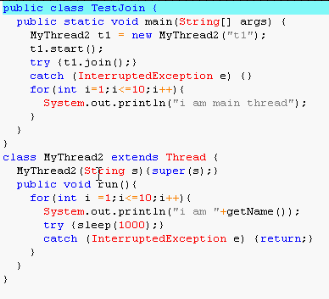 public class TestJoin {
public static void main(String[] args) {
MyThread2 t1 = new MyThread2("t1");
t1.start();
try {t1.join();}
catch (InterruptedException e) {}
for(int i=1;i<=10;i++){
System.out.println("i am main thread");
}
}
}
class MyThread2 extends Thread {
MyThread2(String s){super(s);}
public void run(){
for(int i =1;i<=10;i++){
System.out.println("i am "+getName());
try {sleep(1000);}
catch (InterruptedException e) {return;}
}
}
}